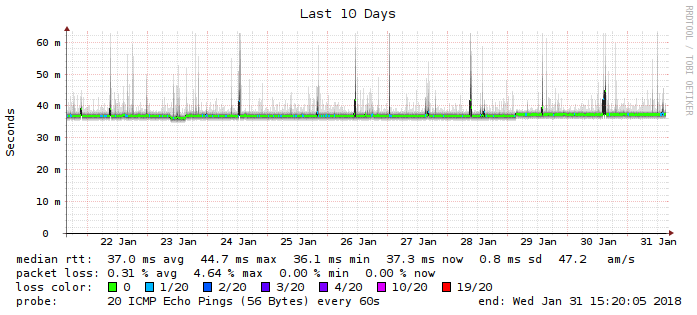 Last 10 Days
RRDTOOL / TOBI OETIKER
Seconds
60 m
50 m
40 m
30 m
20 m
10 m
0
22 Jan 23 Jan 24 Jan 25 Jan 26 Jan 27 Jan 28 Jan 29 Jan 30 Jan 31 Jan
median rtt: 37.0 ms avg 44.7 ms max 36.1 ms min 37.3 ms now 0.8 ms sd 47.2 am/s
packet loss: 0.31 % avg 4.64 % max 0.00 % min 0.00 % now
loss color: 0 1/20 2/20 3/20 4/20 10/20 19/20
probe: 20 ICMP Echo Pings (56 Bytes) every 60s end: Wed Jan 31 15:20:05 2018